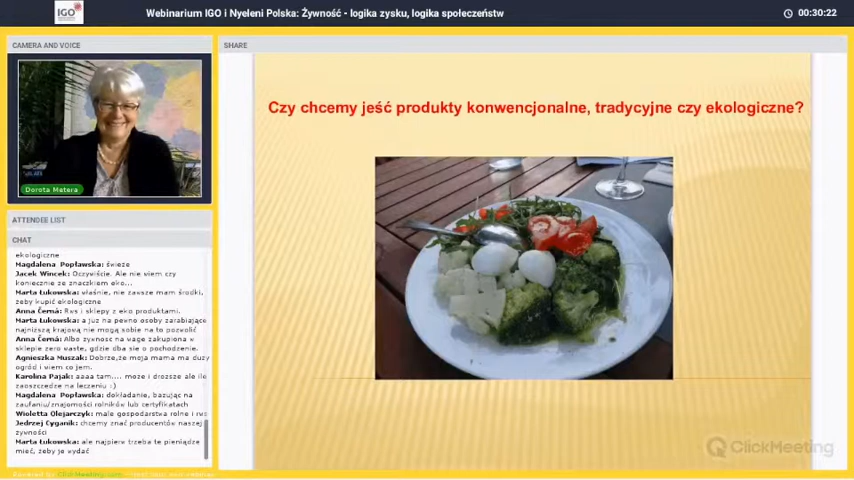 IGO
Webinarium IGO i Nyeleni Polska: Żywność - logika zysku, logika społeczeństw
00:30:22
CAMERA AND VOICE
SHARE
Dorota Metera
ATTENDEE LIST
CHAT
ekologiczne
Magdalena Popławska: świeże
Jacek Wincek: Oczywiście. Ale nie wiem czy
koniecznie ze znaczkiem eko...
Marta Łukowska: właśnie, nie zawsze mam środki,
żeby kupić ekologiczne
Anna Černá: Rws i sklepy z eko produktami.
Marta Łukowska: a już na pewno osoby zarabiające
najniższą krajową nie mogą sobie na to pozwolić
Anna Černá: Albo żywność na wagę zakupiona w
sklepie zero waste, gdzie dba się o pochodzenie.
Agnieszka Muszak: Dobrze,że moja mama ma duży
ogród i wiem co jem.
Karolina Pająk: aaaa tam.... może i droższe ale ile
zaoszczędzę na leczeniu :)
Magdalena Popławska: dokładanie, bazując na
zaufaniu/znajomości rolników lub certyfikatach
Wioletta Olejarczyk: małe gospodarstwa rolne i rws
Jedrzej Cyganik: chcemy znać producentów naszej
żywności
Marta Łukowska: ale najpierw trzeba te pieniądze
mieć, żeby je wydać
Czy chcemy jeść produkty konwencjonalne, tradycyjne czy ekologiczne?
ClickMeeting